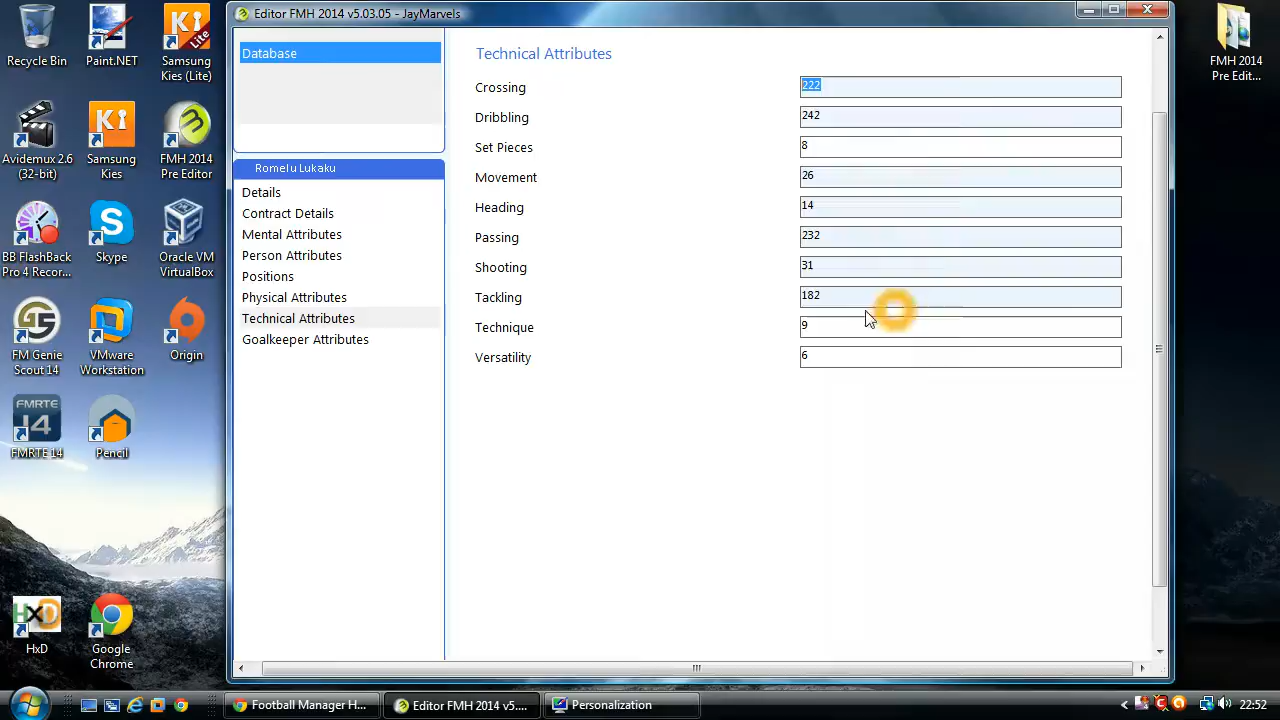 Editor FMH 2014 v5.03.05 - JayMarvels
Recycle Bin
Paint.NET
Samsung
Kies (Lite)
Avidemux 2.6
(32-bit)
Samsung
Kies
FMH 2014
Pre Editor
BB FlashBack
Pro 4 Recor...
Skype
Oracle VM
VirtualBox
FM Genie
Scout 14
VMware
Workstation
Origin
FMRTE
14
FMRTE 14
Pencil
HxD
HxD
Google
Chrome
Database
Romelu Lukaku
Details
Contract Details
Mental Attributes
Person Attributes
Positions
Physical Attributes
Technical Attributes
Goalkeeper Attributes
Technical Attributes
Crossing 222
Dribbling 242
Set Pieces 8
Movement 26
Heading 14
Passing 232
Shooting 31
Tackling 182
Technique 9
Versatility 6
FMH 2014
Pre Edit...
Football Manager H...
Editor FMH 2014 v5....
Personalization
22:52